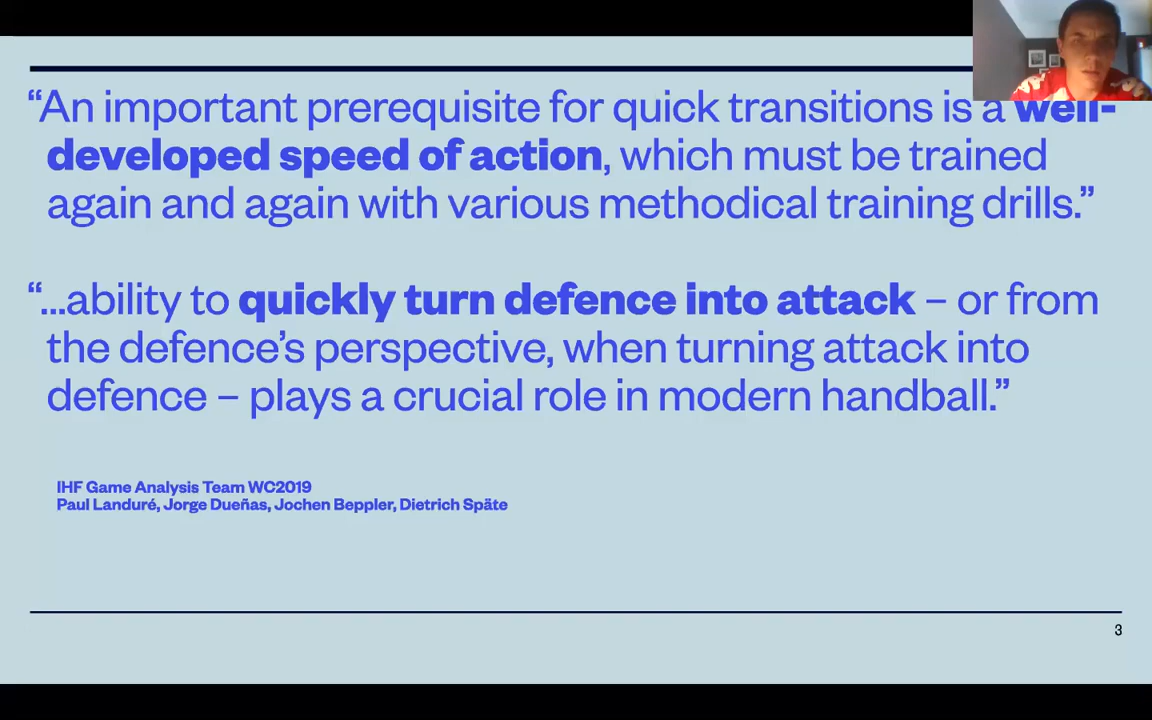 “An important prerequisite for quick transitions is a well-
developed speed of action, which must be trained
again and again with various methodical training drills.”
“...ability to quickly turn defence into attack – or from
the defence’s perspective, when turning attack into
defence – plays a crucial role in modern handball.”
IHF Game Analysis Team WC2019
Paul Landuré, Jorge Dueñas, Jochen Beppler, Dietrich Späte
3